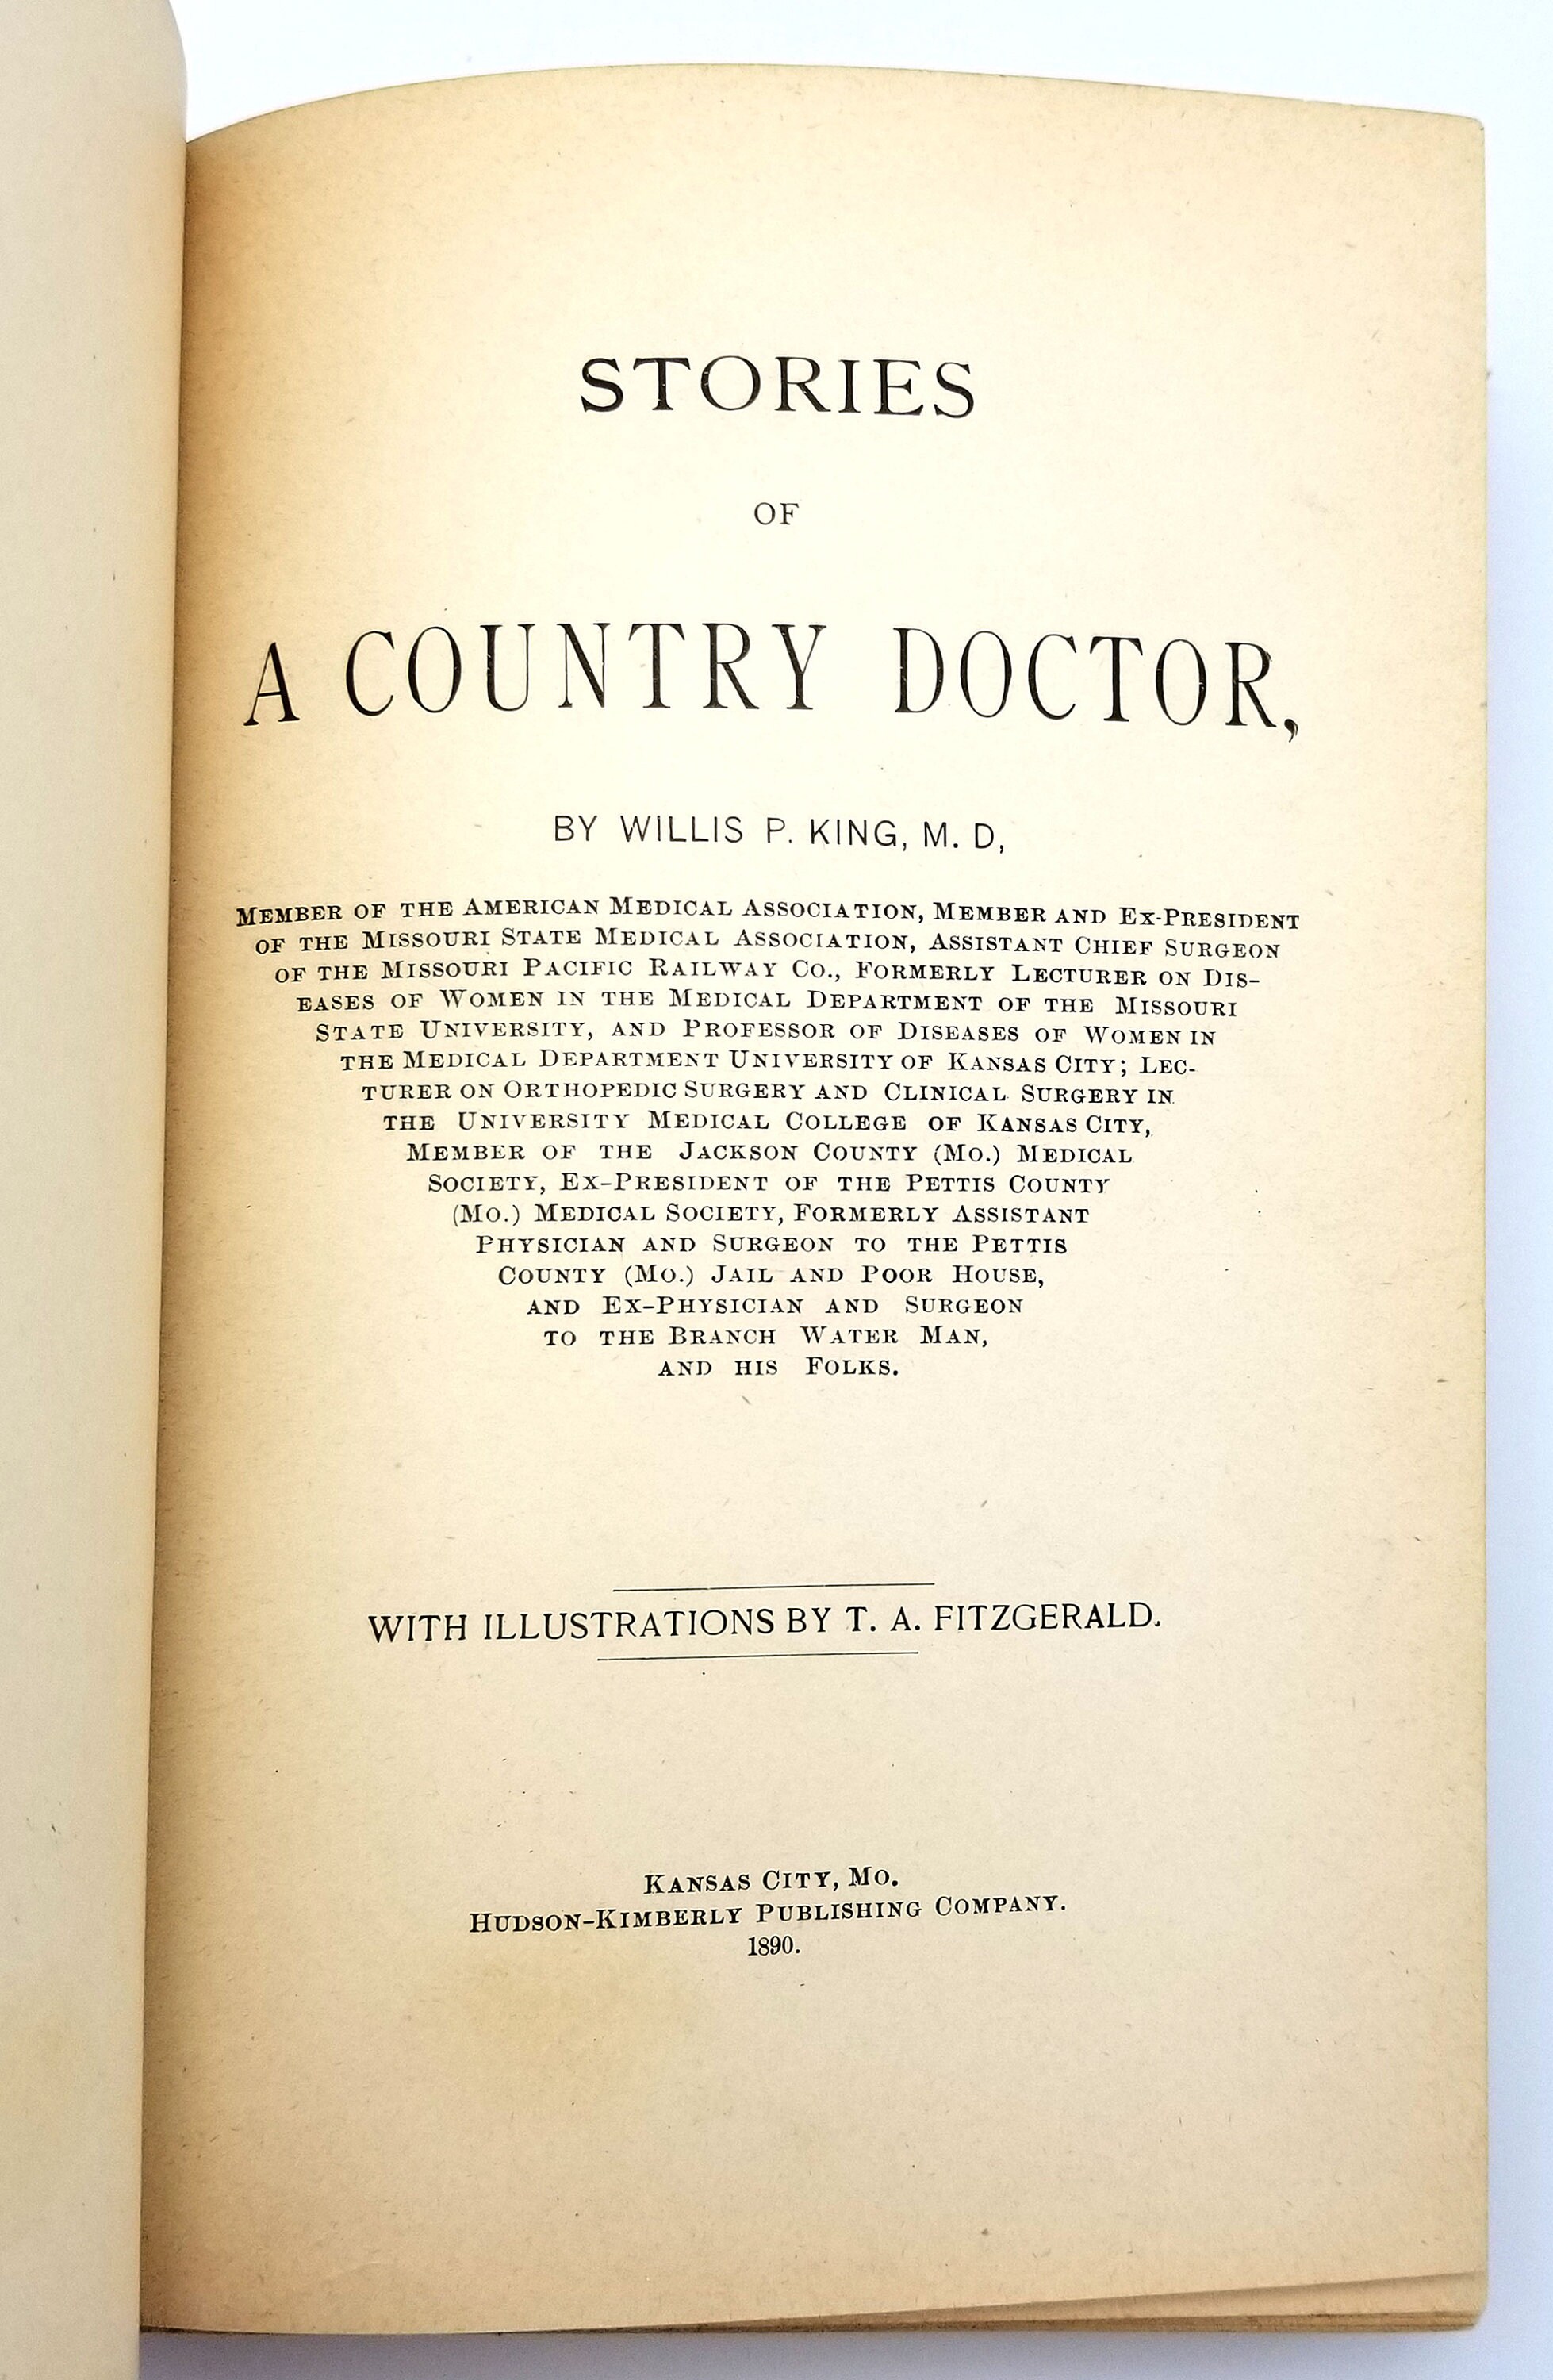 STORIES
OF
A COUNTRY DOCTOR,
BY WILLIS P. KING, M. D,
MEMBER OF THE AMERICAN MEDICAL ASSOCIATION, MEMBER AND EX-PRESIDENT
OF THE MISSOURI STATE MEDICAL ASSOCIATION, ASSISTANT CHIEF SURGEON
OF THE MISSOURI PACIFIC RAILWAY CO., FORMERLY LECTURER ON DIS-
EASES OF WOMEN IN THE MEDICAL DEPARTMENT OF THE MISSOURI
STATE UNIVERSITY, AND PROFESSOR OF DISEASES OF WOMEN IN
THE MEDICAL DEPARTMENT UNIVERSITY OF KANSAS CITY; LEC-
TURER ON ORTHOPEDIC SURGERY AND CLINICAL SURGERY IN
THE UNIVERSITY MEDICAL COLLEGE OF KANSAS CITY,
MEMBER OF THE JACKSON COUNTY (MO.) MEDICAL
SOCIETY, EX-PRESIDENT OF THE PETTIS COUNTY
(MO.) MEDICAL SOCIETY, FORMERLY ASSISTANT
PHYSICIAN AND SURGEON TO THE PETTIS
COUNTY (MO.) JAIL AND POOR HOUSE,
AND EX-PHYSICIAN AND SURGEON
TO THE BRANCH WATER MAN,
AND HIS FOLKS.
WITH ILLUSTRATIONS BY T. A. FITZGERALD.
KANSAS CITY, MO.
HUDSON-KIMBERLY PUBLISHING COMPANY.
1890.